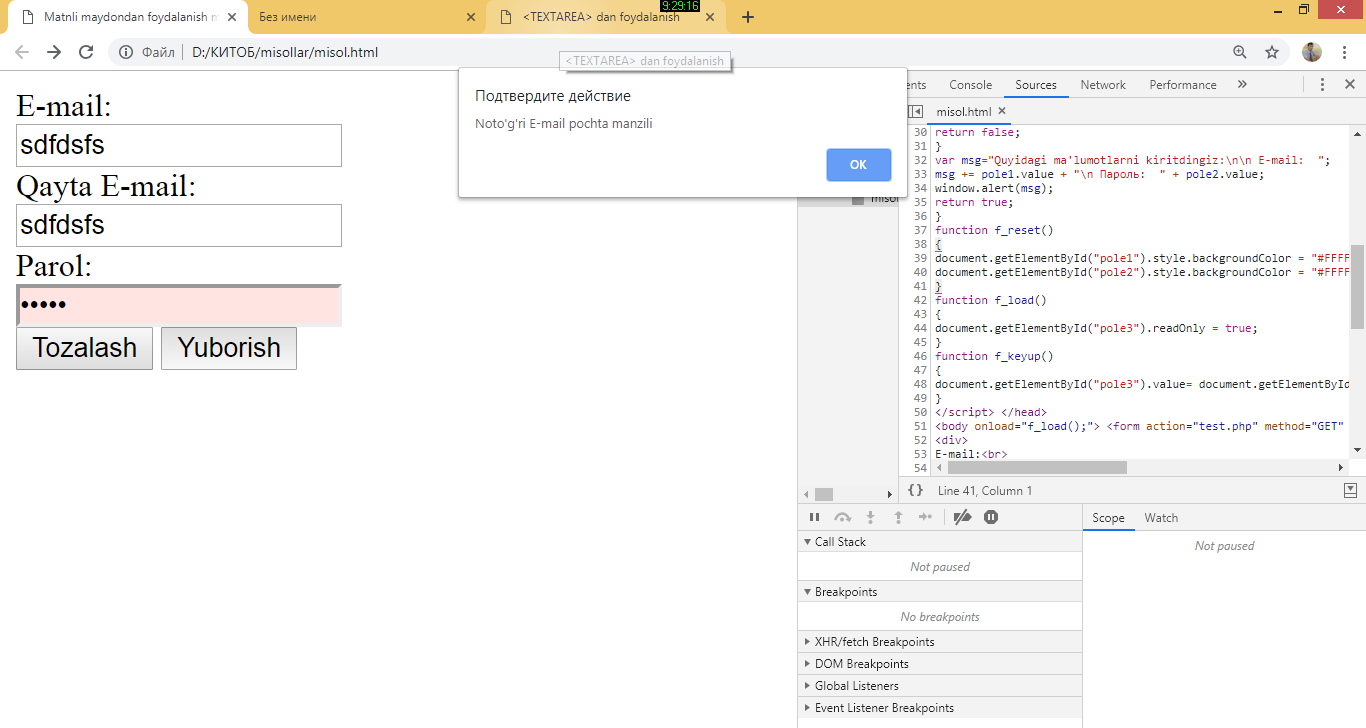 9:29:16
Matnli maydondan foydalanish
Без имени
<TEXTAREA> dan foydalanish
Файл
D:/КИТОБ/misollar/misol.html
<TEXTAREA> dan foydalanish
E-mail:
sdfdsfs
Qayta E-mail:
sdfdsfs
Parol:
•••••
Tozalash
Yuborish
Подтвердите действие
Noto'g'ri E-mail pochta manzili
OK
Console
Sources
Network
Performance
misol.html
30 return false;
31 }
32 var msg="Quyidagi ma'lumotlarni kiritdingiz:\n\n E-mail:  ";
33 msg += pole1.value + "\n Пароль:  " + pole2.value;
34 window.alert(msg);
35 return true;
36 }
37 function f_reset()
38 {
39 document.getElementById("pole1").style.backgroundColor = "#FFFF
40 document.getElementById("pole2").style.backgroundColor = "#FFFF
41 }
42 function f_load()
43 {
44 document.getElementById("pole3").readOnly = true;
45 }
46 function f_keyup()
47 {
48 document.getElementById("pole3").value= document.getElementById
49 }
50 </script> </head>
51 <body onload="f_load();"> <form action="test.php" method="GET"
52 <div>
53 E-mail:<br>
54
{} Line 41, Column 1
Call Stack
Not paused
Breakpoints
No breakpoints
XHR/fetch Breakpoints
DOM Breakpoints
Global Listeners
Event Listener Breakpoints
Scope
Watch
Not paused